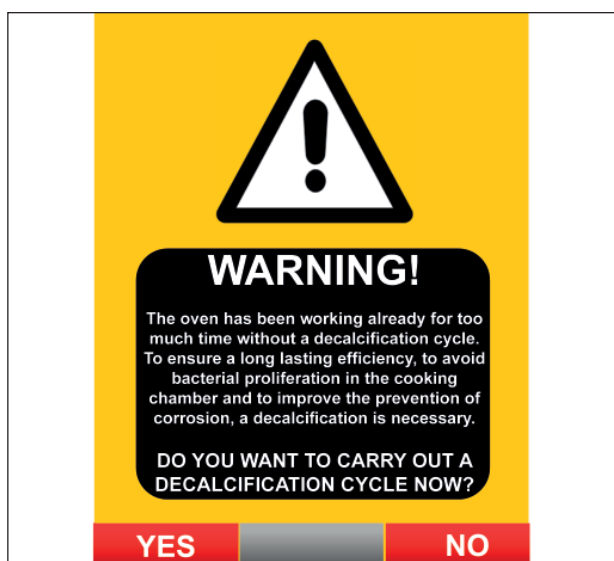 WARNING!
The oven has been working already for too
much time without a decalcification cycle.
To ensure a long lasting efficiency, to avoid
bacterial proliferation in the cooking
chamber and to improve the prevention of
corrosion, a decalcification is necessary.
DO YOU WANT TO CARRY OUT A
DECALCIFICATION CYCLE NOW?
YES NO